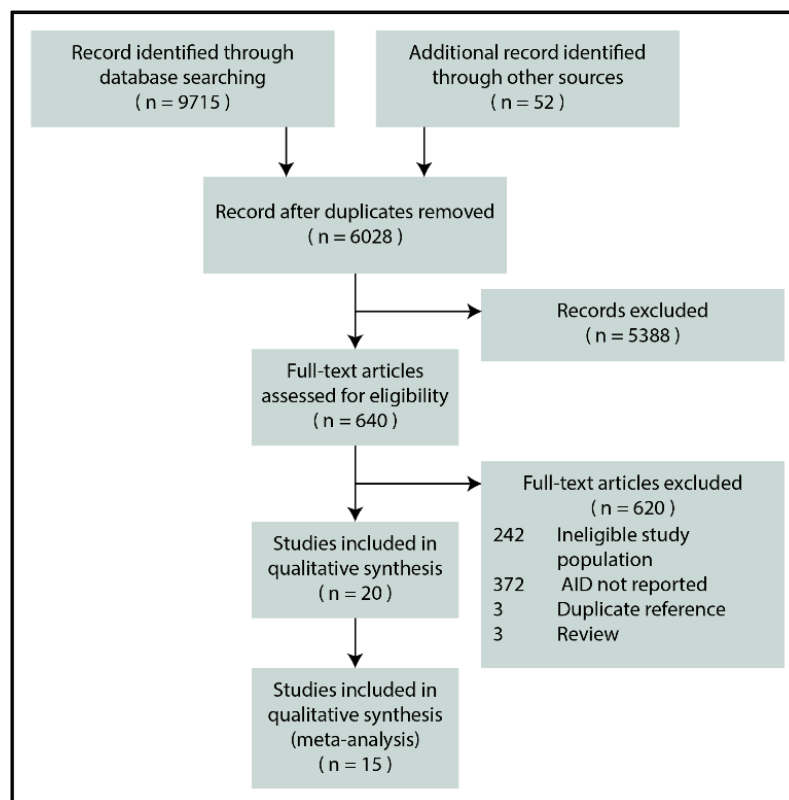 Record identified through
database searching
( n = 9715 )
Additional record identified
through other sources
( n = 52 )
Record after duplicates removed
( n = 6028 )
Records excluded
( n = 5388 )
Full-text articles
assessed for eligibility
( n = 640 )
Full-text articles excluded
( n = 620 )
242 Ineligible study
population
372 AID not reported
3 Duplicate reference
3 Review
Studies included in
qualitative synthesis
( n = 20 )
Studies included in
qualitative synthesis
(meta-analysis)
( n = 15 )